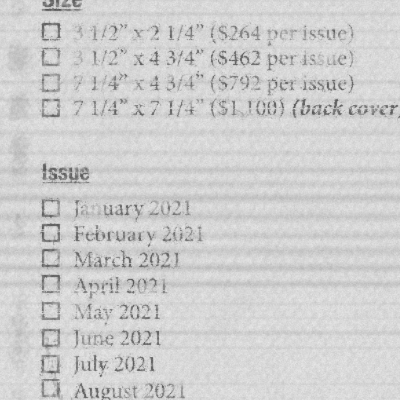 Size
3 1/2” x 2 1/4” ($264 per issue)
3 1/2” x 4 3/4” ($462 per issue)
7 1/4” x 4 3/4” ($792 per issue)
7 1/4” x 7 1/4” ($1,100) (back cover)
Issue
January 2021
February 2021
March 2021
April 2021
May 2021
June 2021
July 2021
August 2021